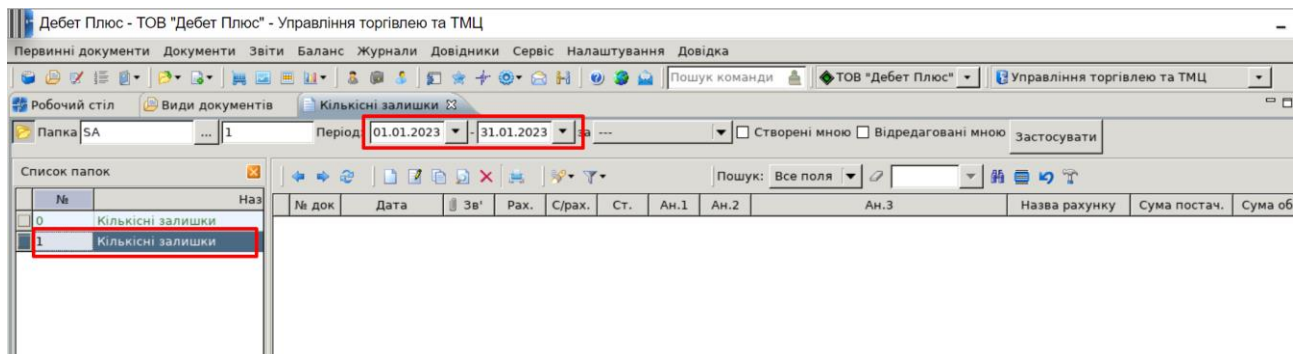 Дебет Плюс - ТОВ "Дебет Плюс" - Управління торгівлею та ТМЦ
Первинні документи Документи Звіти Баланс Журнали Довідники Сервіс Налаштування Довідка
Пошук команди ТОВ "Дебет Плюс" Управління торгівлею та ТМЦ
Робочий стіл Види документів Кількісні залишки
Папка SA ... 1 Період: 01.01.2023 - 31.01.2023 за --- Створені мною Відредаговані мною Застосувати
Список папок Пошук: Все поля
№ Наз № док Дата Зв' Рах. С/рах. Ст. Ан.1 Ан.2 Ан.3 Назва рахунку Сума постач. Сума об
0 Кількісні залишки
1 Кількісні залишки